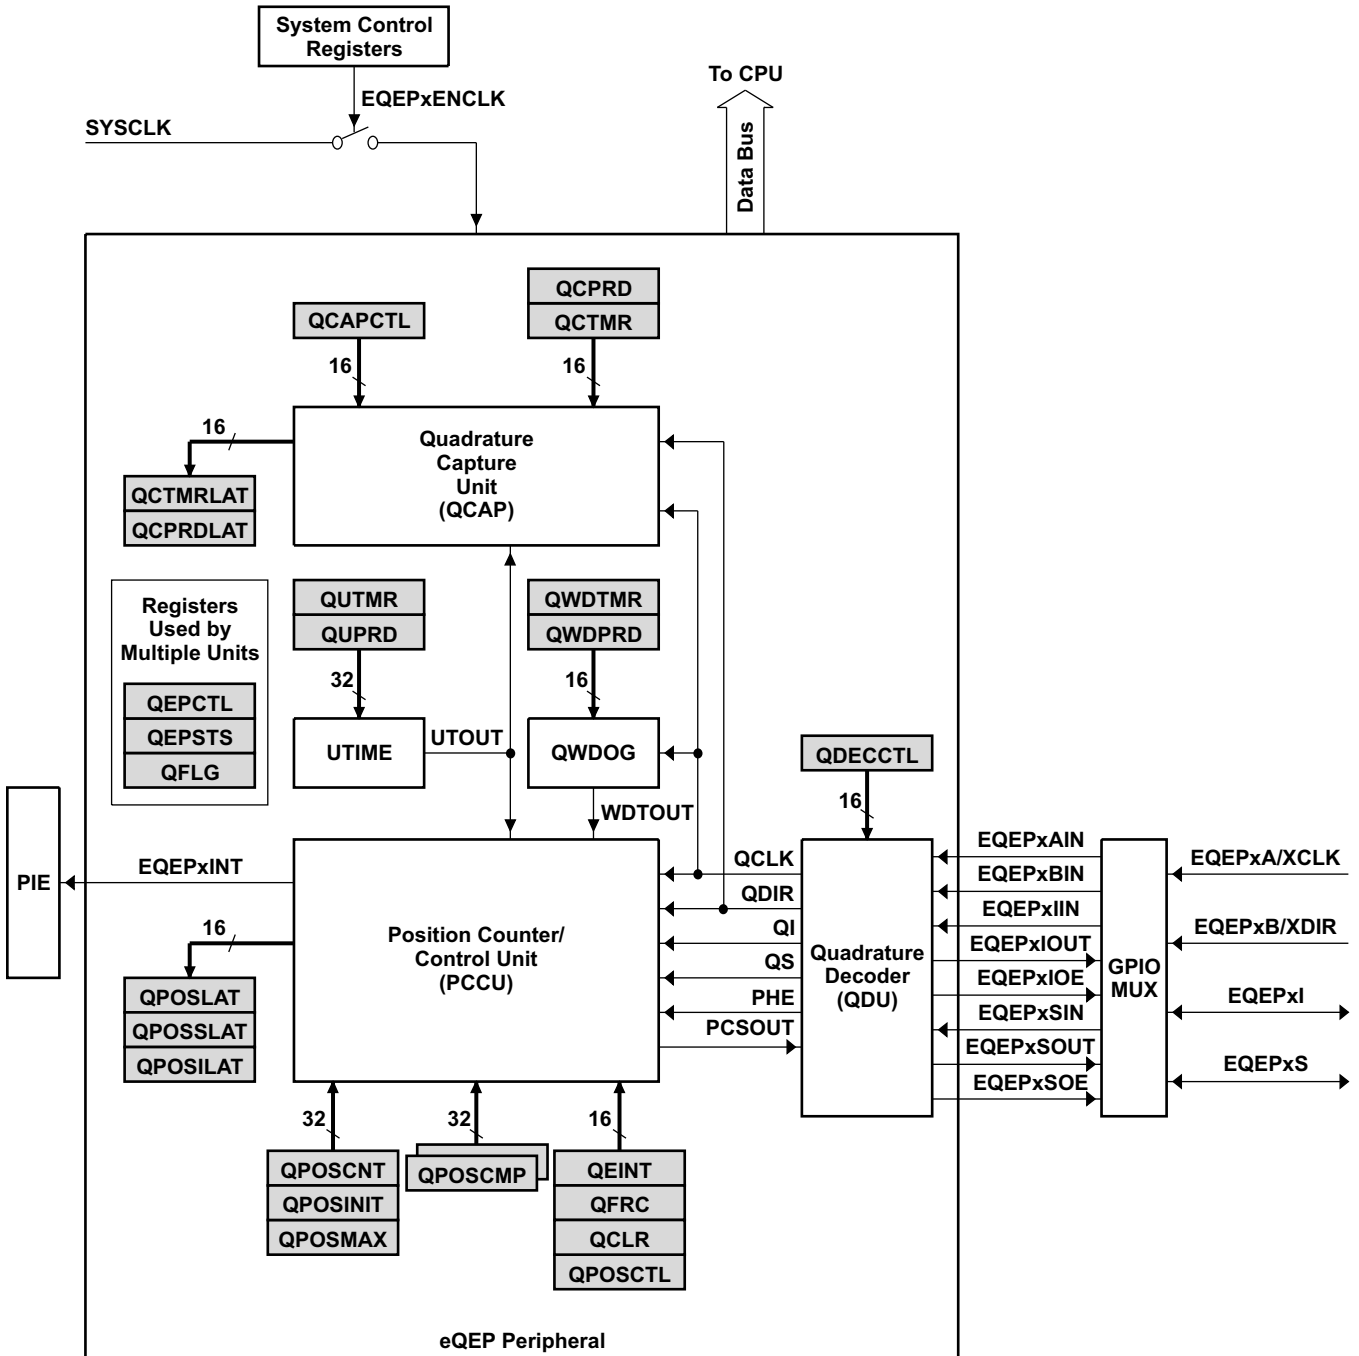 System Control
Registers
To CPU
EQEPxENCLK
SYSCLK
Data Bus
QCPRD
QCAPCTL
QCTMR
16
16
16
Quadrature
Capture
Unit
(QCAP)
QCTMRLAT
QCPRDLAT
Registers
Used by
Multiple Units
QEPCTL
QEPSTS
QFLG
QUTMR
QUPRD
QWDTMR
QWDPRD
32
16
UTIME
UTOUT
QWDOG
QDECCTL
WDTOUT
16
PIE
EQEPxINT
16
QPOSLAT
QPOSSLAT
QPOSILAT
Position Counter/
Control Unit
(PCCU)
QCLK
QDIR
QI
QS
PHE
PCSOUT
Quadrature
Decoder
(QDU)
EQEPxAIN
EQEPxBIN
EQEPxIIN
EQEPxIOUT
EQEPxIOE
EQEPxSIN
EQEPxSOUT
EQEPxSOE
GPIO
MUX
EQEPxA/XCLK
EQEPxB/XDIR
EQEPxI
EQEPxS
32
32
16
QPOSCNT
QPOSINIT
QPOSMAX
QPOSCMP
QEINT
QFRC
QCLR
QPOSCTL
eQEP Peripheral